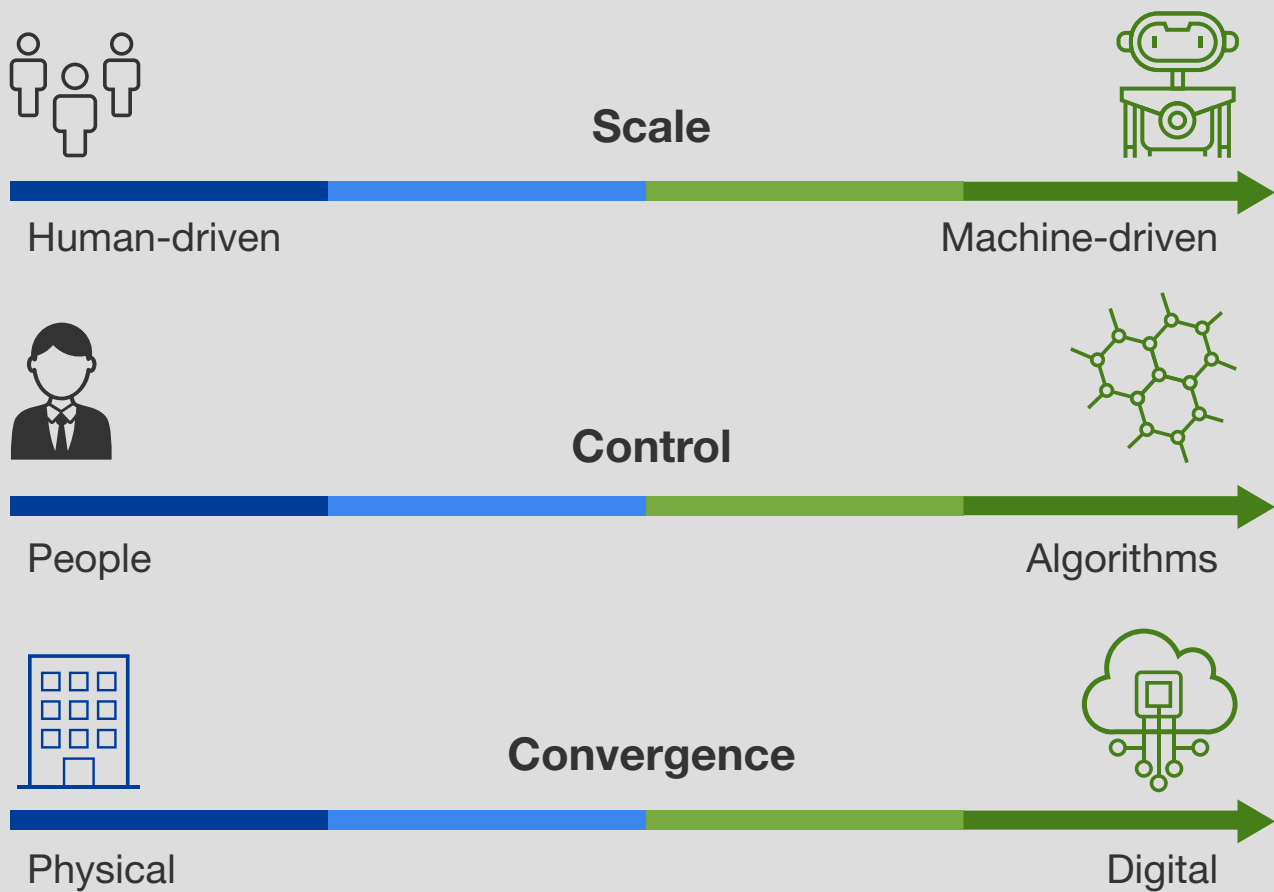 Scale
Human-driven
Machine-driven
Control
People
Algorithms
Convergence
Physical
Digital